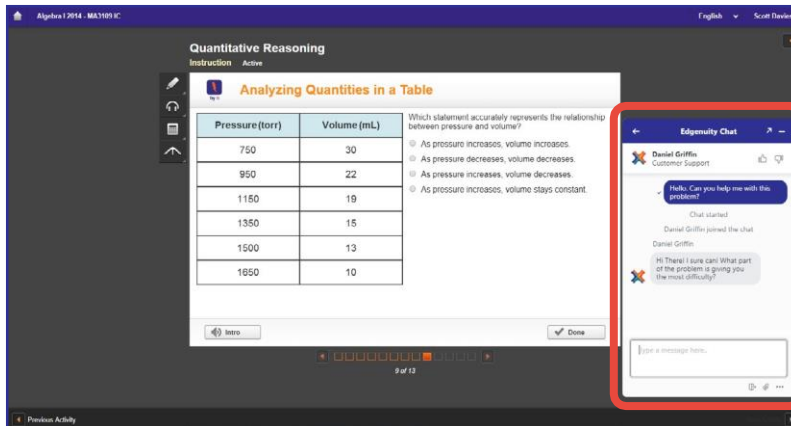 Algebra I 2014 - MA3109 IC
English
Scott Davies
Quantitative Reasoning
Instruction Active
Try It
Analyzing Quantities in a Table
Pressure (torr) Volume (mL)
750 30
950 22
1150 19
1350 15
1500 13
1650 10
Which statement accurately represents the relationship
between pressure and volume?
As pressure increases, volume increases.
As pressure decreases, volume decreases.
As pressure increases, volume decreases.
As pressure increases, volume stays constant.
Intro
Done
9 of 13
Previous Activity
Edgenuity Chat
Daniel Griffin
Customer Support
Hello. Can you help me with this
problem?
Chat started
Daniel Griffin joined the chat
Daniel Griffin
Hi There! I sure can! What part
of the problem is giving you
the most difficulty?
Type a message here.